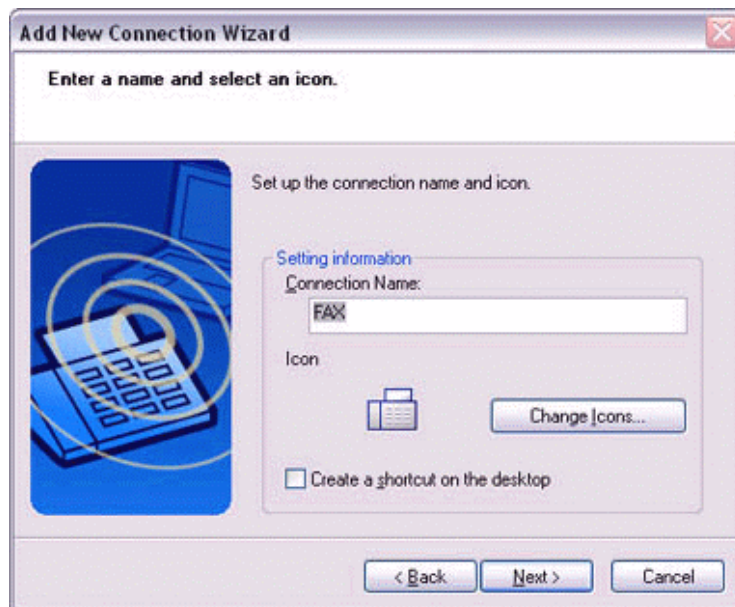 Add New Connection Wizard
Enter a name and select an icon.
Set up the connection name and icon.
Setting information
Connection Name:
FAX
Icon
Change Icons...
Create a shortcut on the desktop
< Back
Next >
Cancel